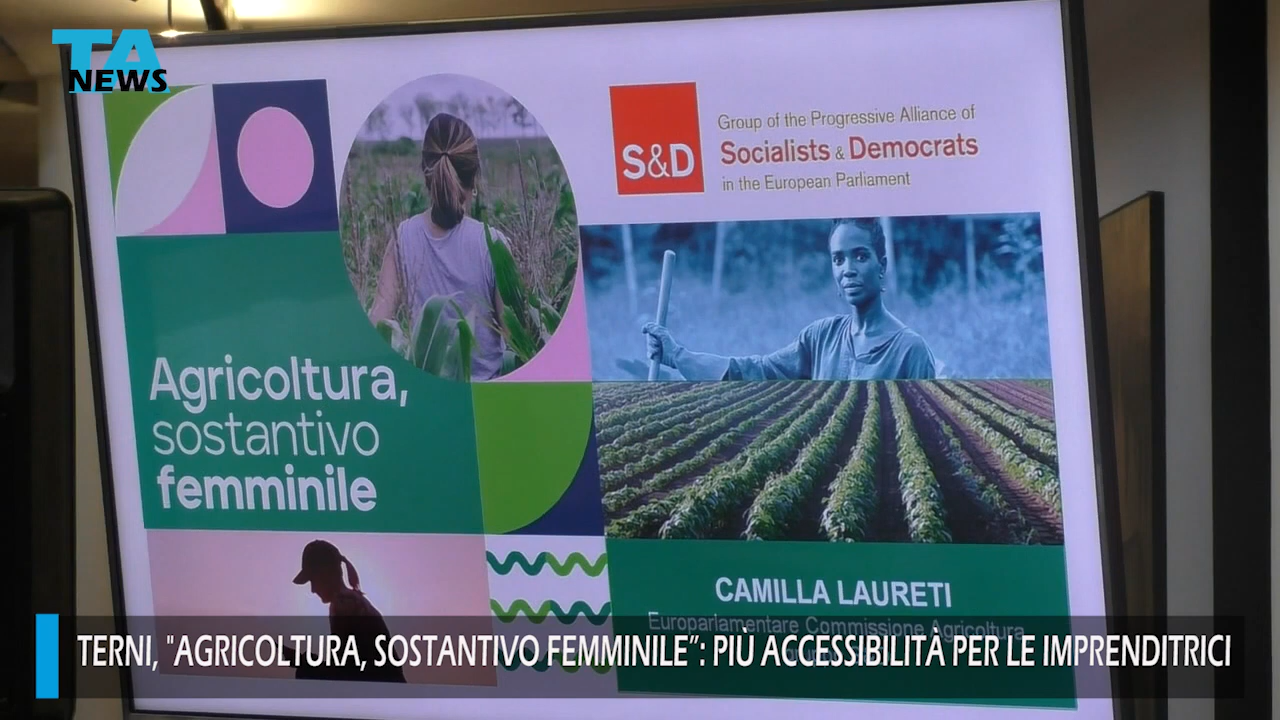 TA
NEWS
S&D
Group of the Progressive Alliance of
Socialists & Democrats
in the European Parliament
Agricoltura,
sostantivo
femminile
CAMILLA LAURETI
Europarlamentare Commissione Agricoltura
TERNI, "AGRICOLTURA, SOSTANTIVO FEMMINILE”: PIÙ ACCESSIBILITÀ PER LE IMPRENDITRICI